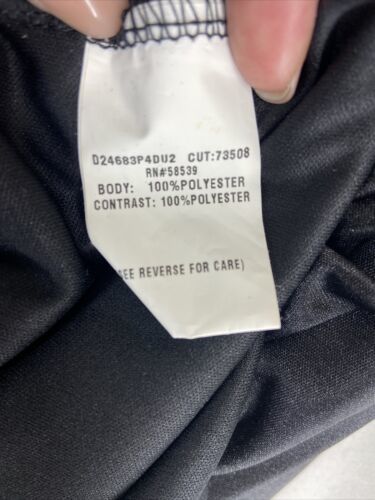 D24683P4DU2 CUT:73508
RN#58539
BODY: 100%POLYESTER
CONTRAST: 100%POLYESTER
EE REVERSE FOR CARE)